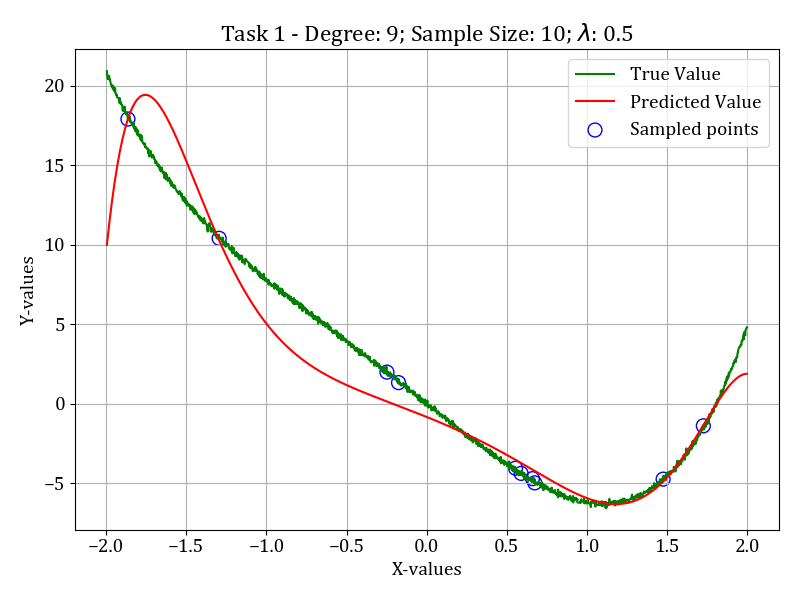 Task 1 - Degree: 9; Sample Size: 10; λ: 0.5
True Value
Predicted Value
Sampled points
Y-values
20
15
10
5
0
−5
−2.0 −1.5 −1.0 −0.5 0.0 0.5 1.0 1.5 2.0
X-values